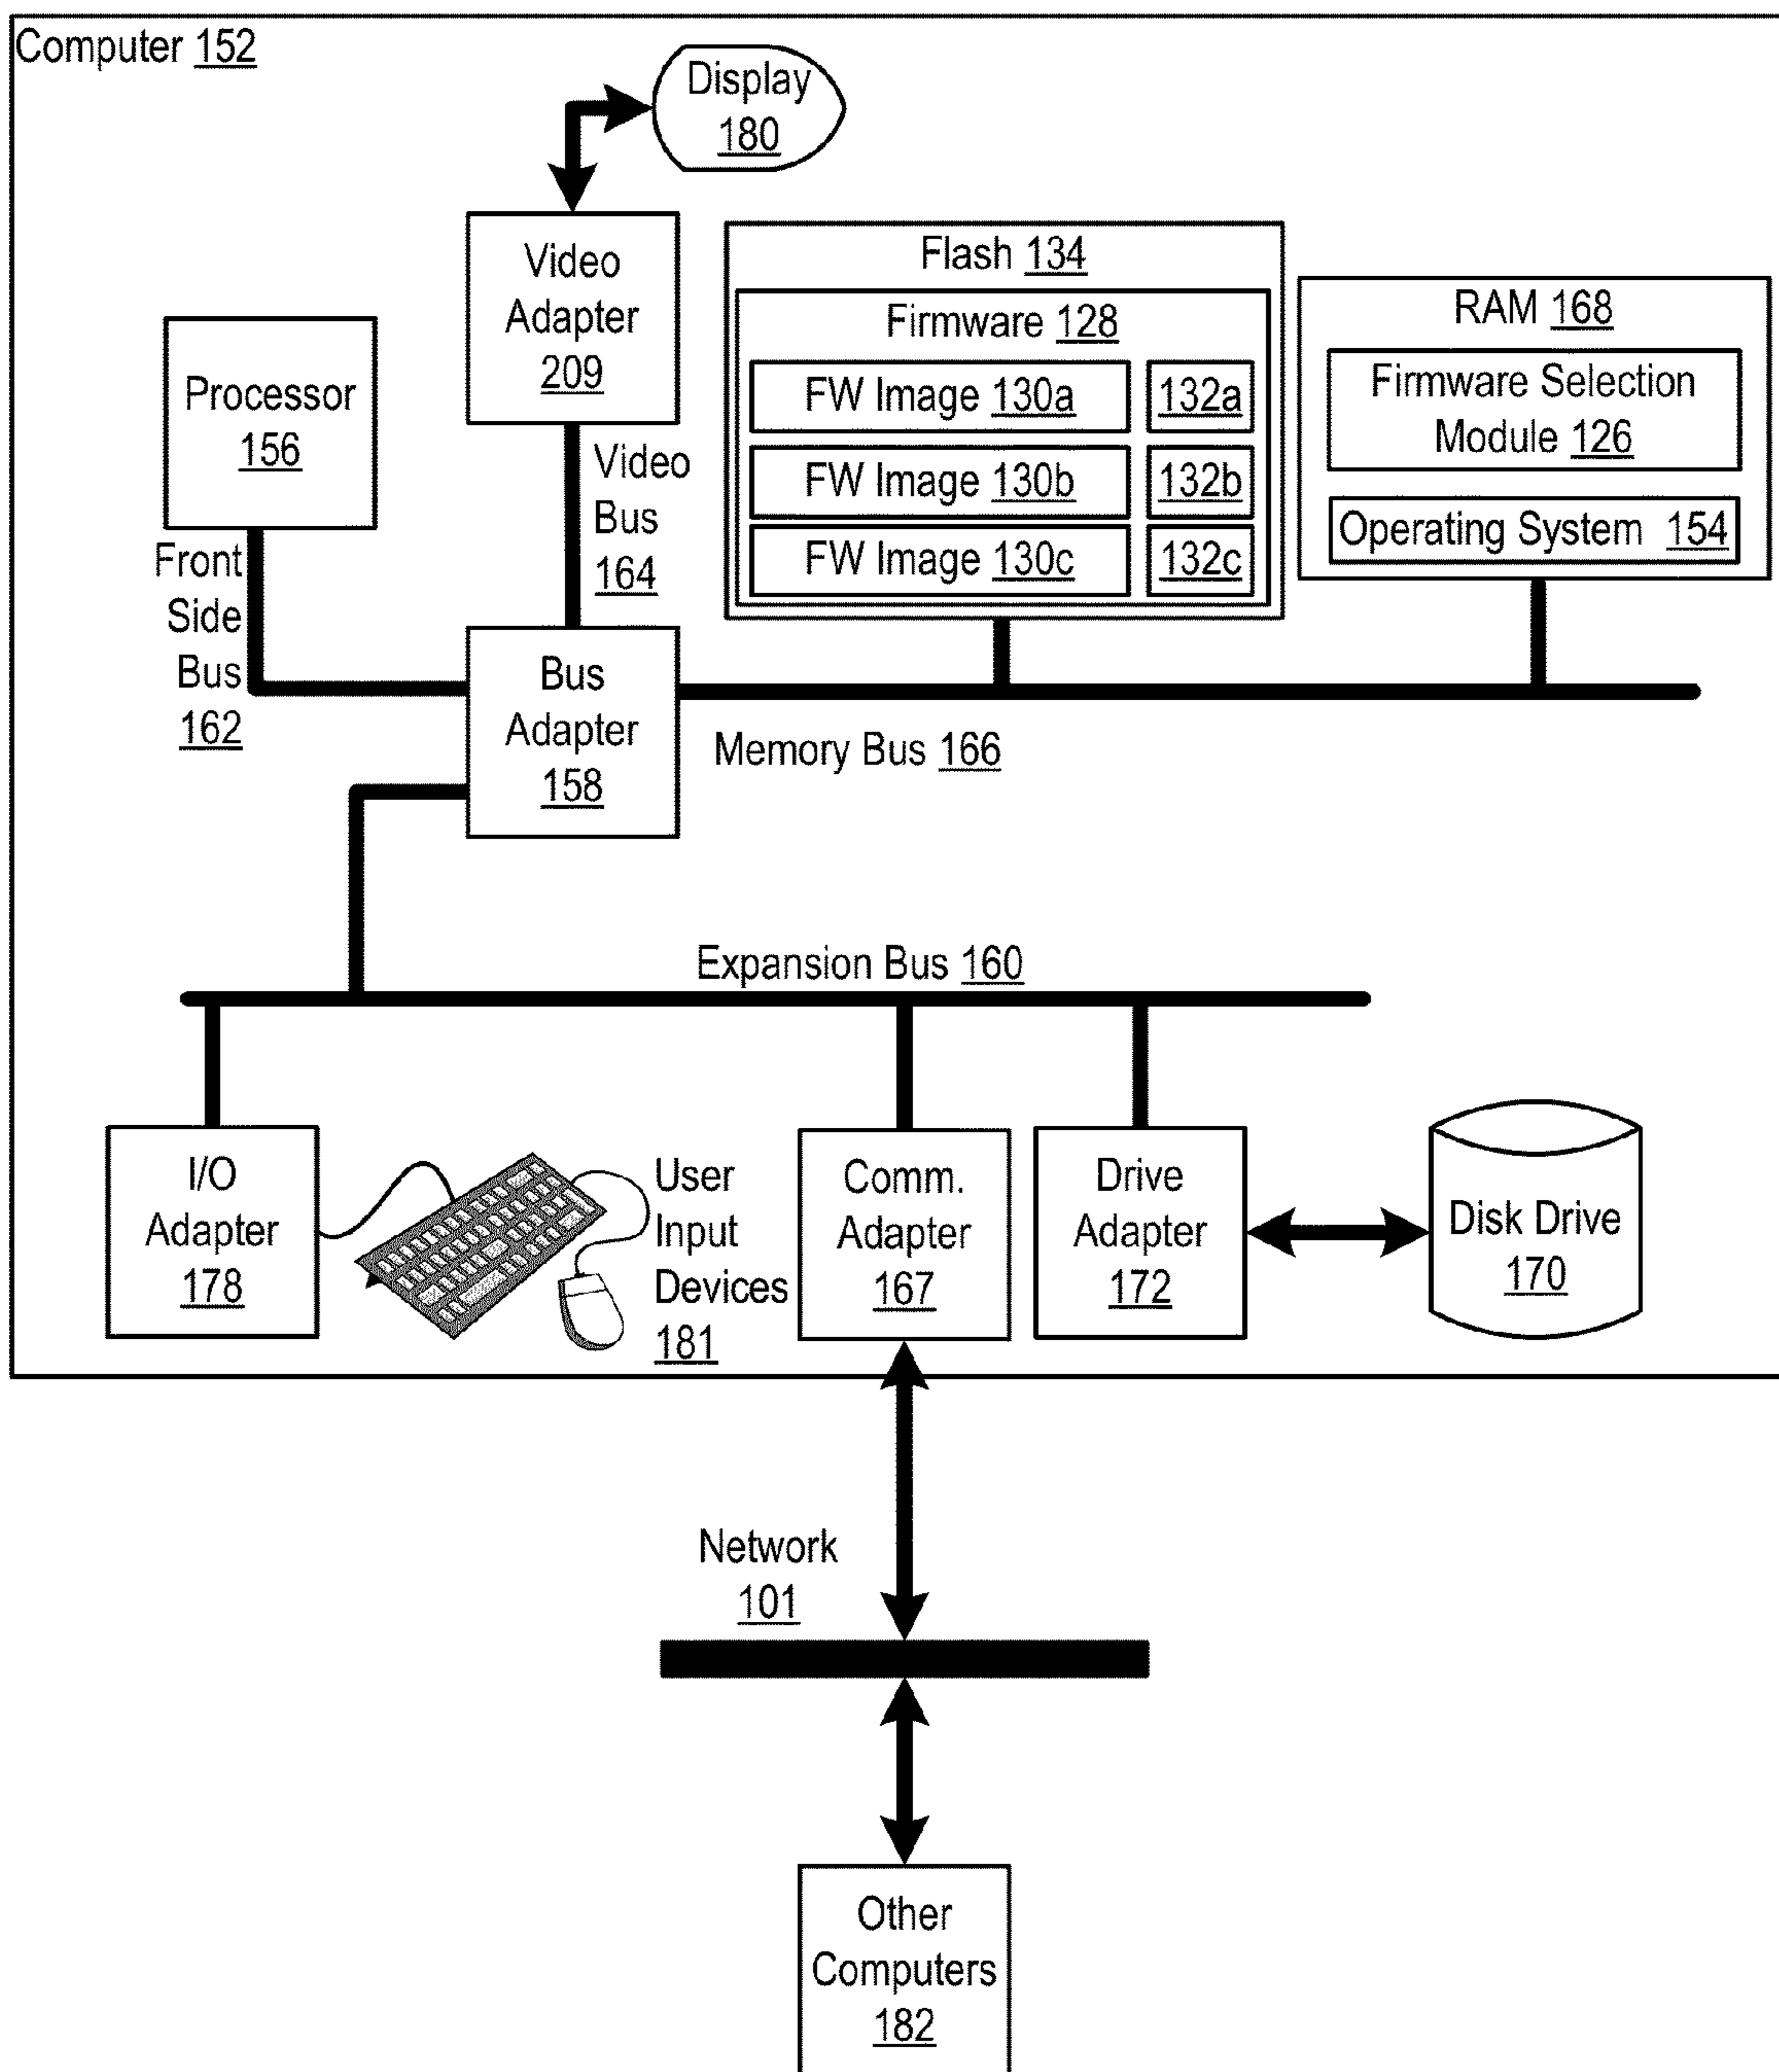 Computer 152
Display
180
Video
Adapter
209
Flash 134
Firmware 128
FW Image 130a
132a
FW Image 130b
132b
FW Image 130c
132c
RAM 168
Firmware Selection
Module 126
Operating System 154
Processor
156
Video
Bus
164
Front
Side
Bus
162
Bus
Adapter
158
Memory Bus 166
Expansion Bus 160
I/O
Adapter
178
User
Input
Devices
181
Comm.
Adapter
167
Drive
Adapter
172
Disk Drive
170
Network
101
Other
Computers
182